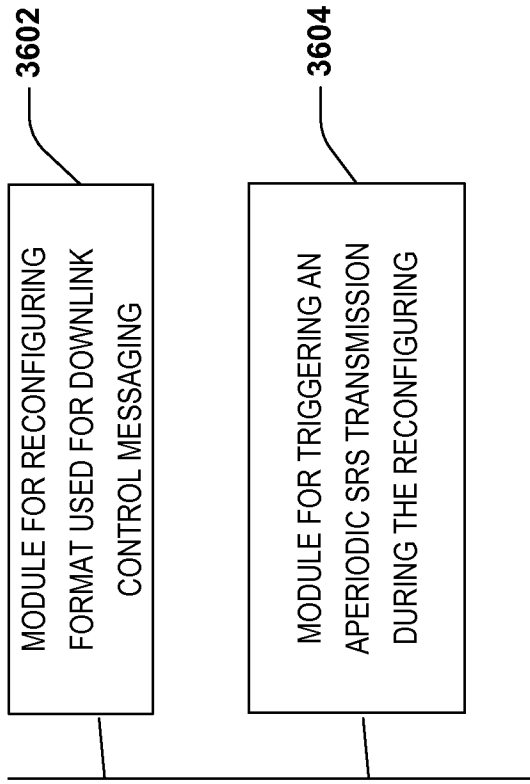 MODULE FOR RECONFIGURING
FORMAT USED FOR DOWNLINK
CONTROL MESSAGING
3602
MODULE FOR TRIGGERING AN
APERIODIC SRS TRANSMISSION
DURING THE RECONFIGURING
3604